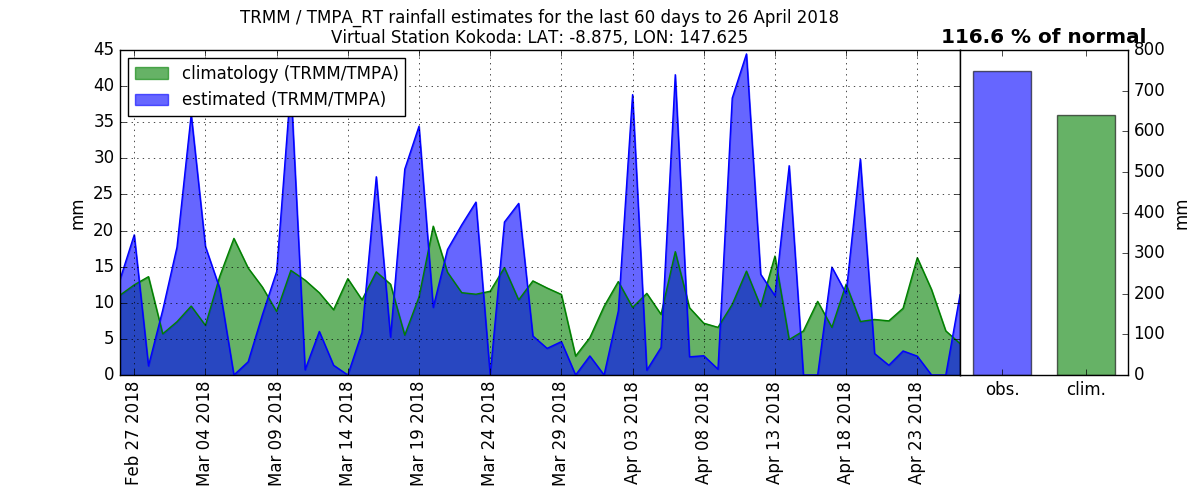 TRMM / TMPA_RT rainfall estimates for the last 60 days to 26 April 2018
Virtual Station Kokoda: LAT: -8.875, LON: 147.625
116.6 % of normal
climatology (TRMM/TMPA)
estimated (TRMM/TMPA)
45
40
35
30
25
20
15
10
5
0
mm
Feb 27 2018
Mar 04 2018
Mar 09 2018
Mar 14 2018
Mar 19 2018
Mar 24 2018
Mar 29 2018
Apr 03 2018
Apr 08 2018
Apr 13 2018
Apr 18 2018
Apr 23 2018
800
700
600
500
400
300
200
100
0
mm
obs.
clim.